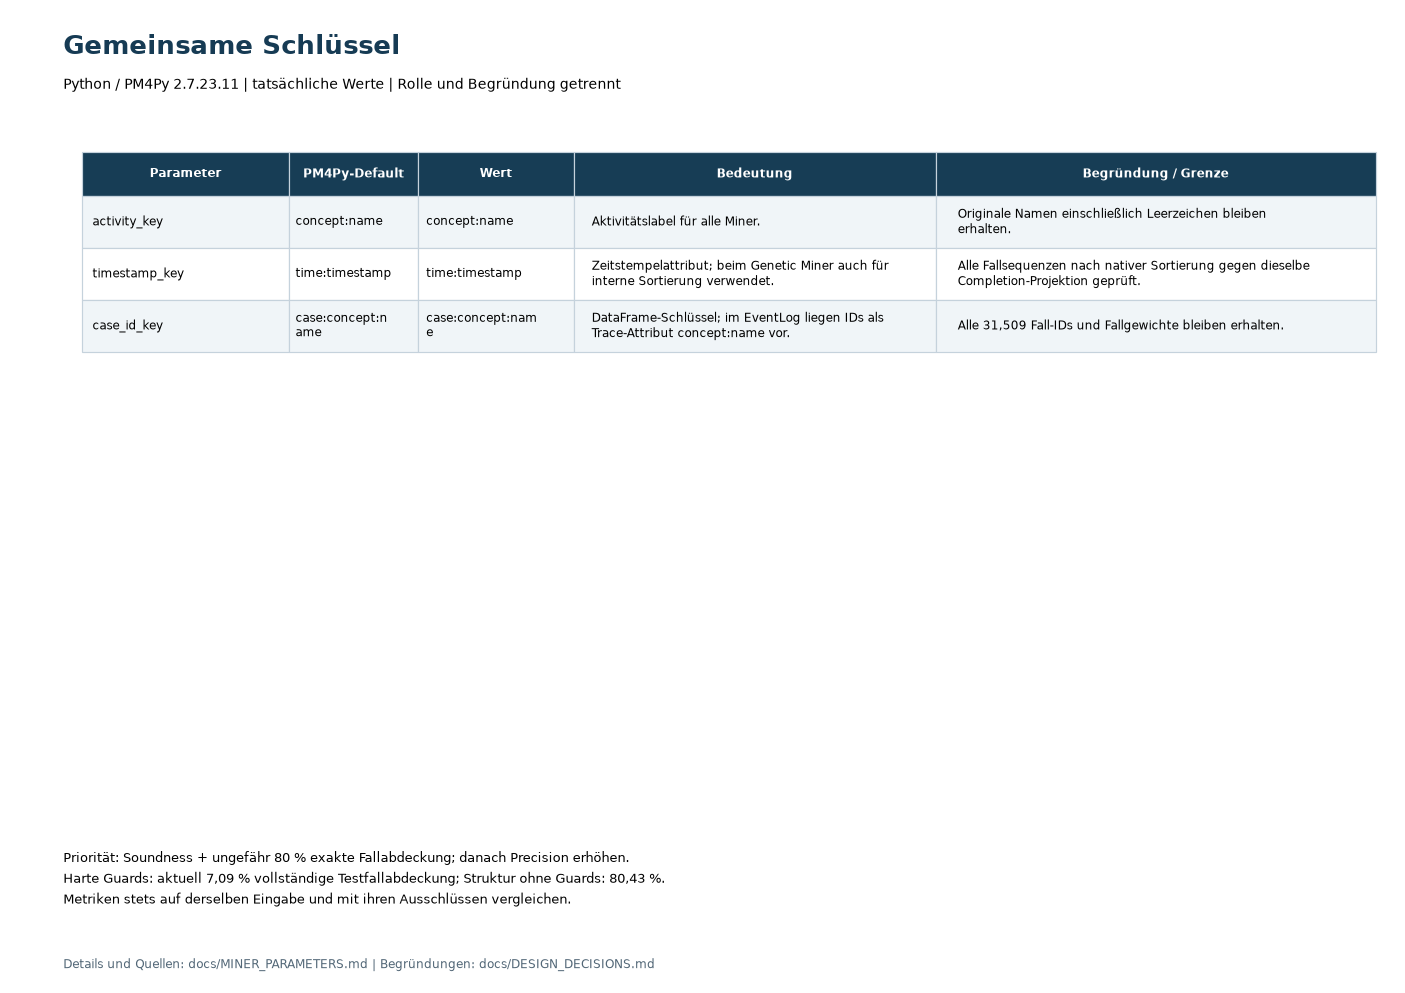 Gemeinsame Schlüssel
Python / PM4Py 2.7.23.11 | tatsächliche Werte | Rolle und Begründung getrennt
Parameter PM4Py-Default Wert Bedeutung Begründung / Grenze
activity_key concept:name concept:name Aktivitätslabel für alle Miner. Originale Namen einschließlich Leerzeichen bleiben
erhalten.
timestamp_key time:timestamp time:timestamp Zeitstempelattribut; beim Genetic Miner auch für Alle Fallsequenzen nach nativer Sortierung gegen dieselbe
interne Sortierung verwendet. Completion-Projektion geprüft.
case_id_key case:concept:n case:concept:nam DataFrame-Schlüssel; im EventLog liegen IDs als Alle 31,509 Fall-IDs und Fallgewichte bleiben erhalten.
ame e Trace-Attribut concept:name vor.
Priorität: Soundness + ungefähr 80 % exakte Fallabdeckung; danach Precision erhöhen.
Harte Guards: aktuell 7,09 % vollständige Testfallabdeckung; Struktur ohne Guards: 80,43 %.
Metriken stets auf derselben Eingabe und mit ihren Ausschlüssen vergleichen.
Details und Quellen: docs/MINER_PARAMETERS.md | Begründungen: docs/DESIGN_DECISIONS.md